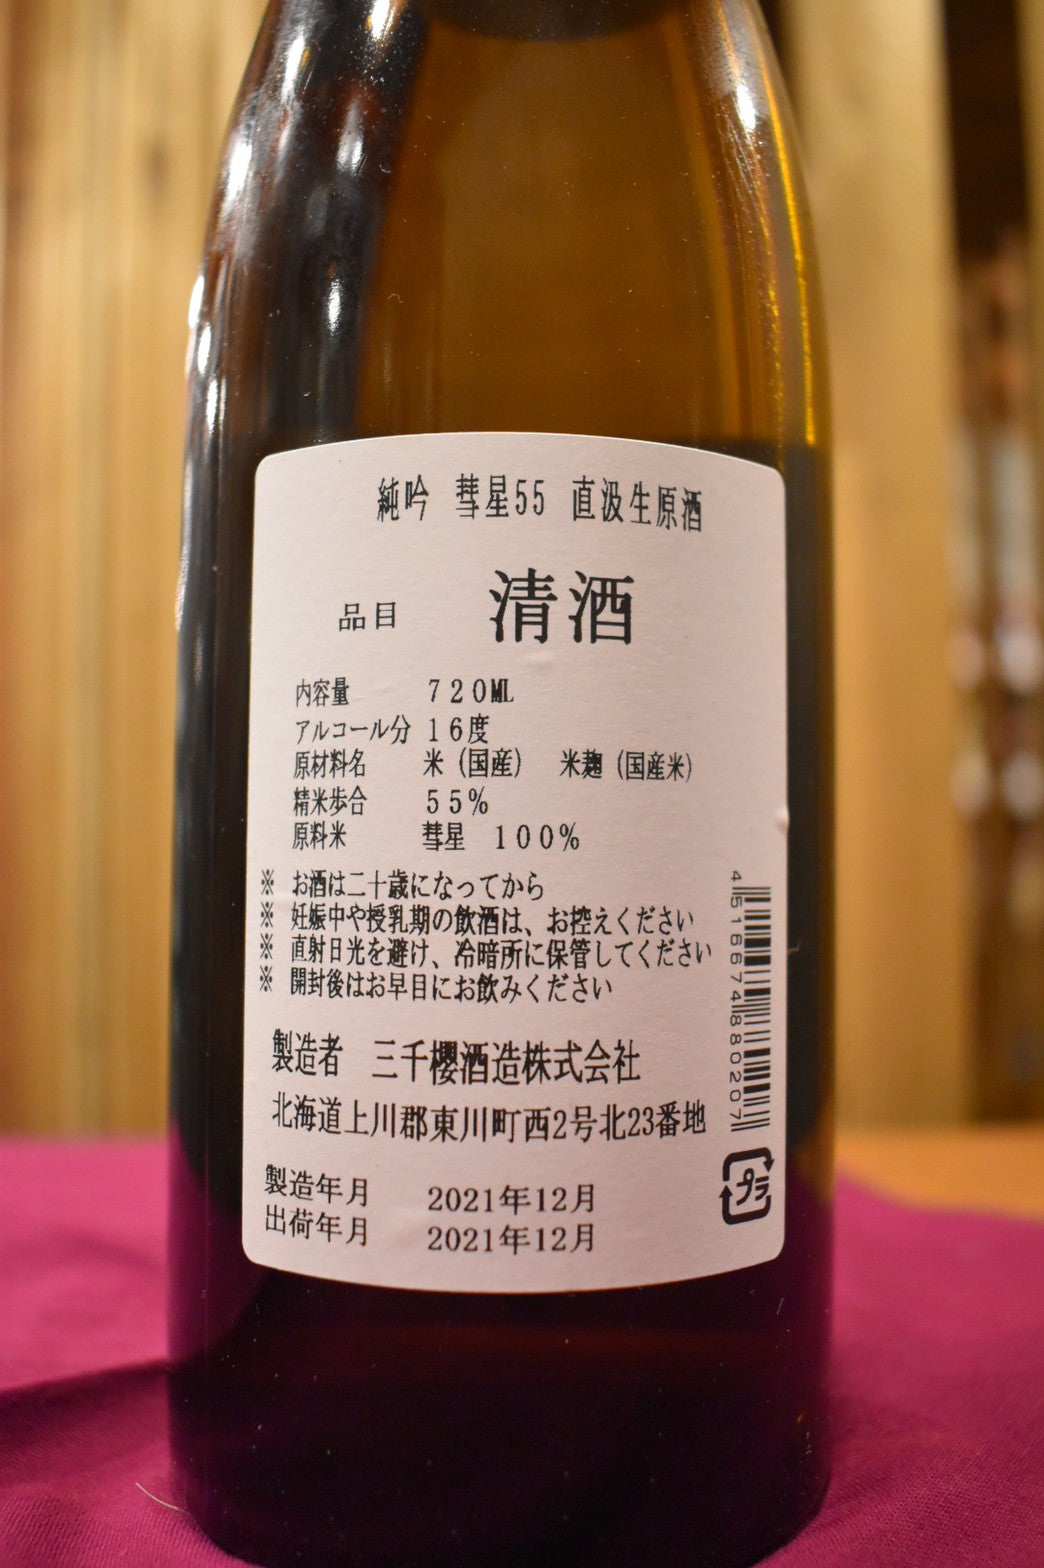 純吟 彗星55 直汲生原酒
品目 清酒
内容量 720ML
アルコール分 16度
原材料名 米(国産) 米麹(国産米)
精米歩合 55%
原料米 彗星 100%
※ お酒は二十歳になってから
※ 妊娠中や授乳期の飲酒は、お控えください
※ 直射日光を避け、冷暗所に保管してください
※ 開封後はお早目にお飲みください
製造者 三千櫻酒造株式会社
北海道上川郡東川町西2号北23番地
製造年月 2021年12月
出荷年月 2021年12月
4516674880207
プラ